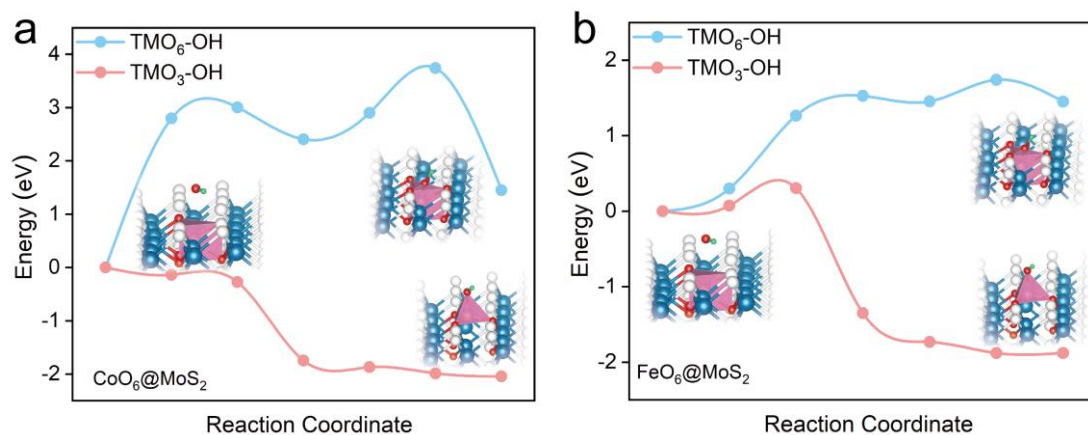 a
TMO₆-OH
TMO₃-OH
4
3
2
1
0
-1
-2
Energy (eV)
CoO₆@MoS₂
Reaction Coordinate
b
TMO₆-OH
TMO₃-OH
2
1
0
-1
-2
Energy (eV)
FeO₆@MoS₂
Reaction Coordinate